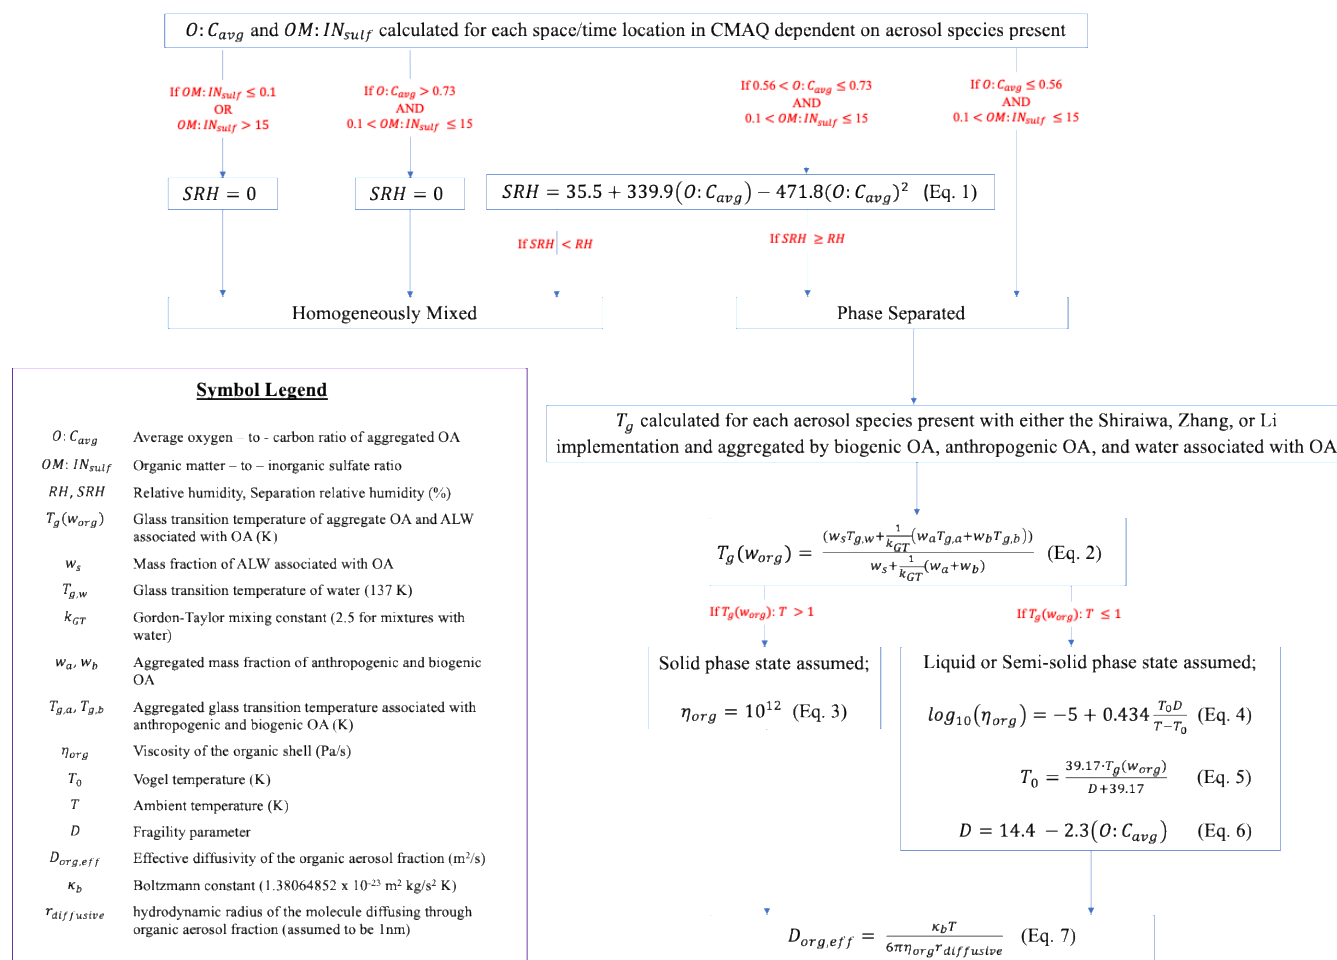 O:C_avg and OM:IN_sulf calculated for each space/time location in CMAQ dependent on aerosol species present
If OM:IN_sulf ≤ 0.1
OR
OM:IN_sulf > 15
If O:C_avg > 0.73
AND
0.1 < OM:IN_sulf ≤ 15
If 0.56 < O:C_avg ≤ 0.73
AND
0.1 < OM:IN_sulf ≤ 15
If O:C_avg ≤ 0.56
AND
0.1 < OM:IN_sulf ≤ 15
SRH = 0
SRH = 0
SRH = 35.5 + 339.9(O:C_avg) − 471.8(O:C_avg)² (Eq. 1)
If SRH < RH
If SRH ≥ RH
Homogeneously Mixed
Phase Separated
Symbol Legend
O:C_avg Average oxygen – to - carbon ratio of aggregated OA
OM:IN_sulf Organic matter – to – inorganic sulfate ratio
RH, SRH Relative humidity, Separation relative humidity (%)
T_g(w_org) Glass transition temperature of aggregate OA and ALW
associated with OA (K)
w_s Mass fraction of ALW associated with OA
T_g,w Glass transition temperature of water (137 K)
k_GT Gordon-Taylor mixing constant (2.5 for mixtures with
water)
w_a, w_b Aggregated mass fraction of anthropogenic and biogenic
OA
T_g,a, T_g,b Aggregated glass transition temperature associated with
anthropogenic and biogenic OA (K)
η_org Viscosity of the organic shell (Pa/s)
T_0 Vogel temperature (K)
T Ambient temperature (K)
D Fragility parameter
D_org,eff Effective diffusivity of the organic aerosol fraction (m²/s)
κ_b Boltzmann constant (1.38064852 x 10⁻²³ m² kg/s² K)
r_diffusive hydrodynamic radius of the molecule diffusing through
organic aerosol fraction (assumed to be 1nm)
T_g calculated for each aerosol species present with either the Shiraiwa, Zhang, or Li
implementation and aggregated by biogenic OA, anthropogenic OA, and water associated with OA
T_g(w_org) = (w_s T_g,w + 1/k_GT (w_a T_g,a + w_b T_g,b)) / (w_s + 1/k_GT (w_a + w_b)) (Eq. 2)
If T_g(w_org): T > 1
If T_g(w_org): T ≤ 1
Solid phase state assumed;
η_org = 10¹² (Eq. 3)
Liquid or Semi-solid phase state assumed;
log₁₀(η_org) = −5 + 0.434 T_0 D / (T − T_0) (Eq. 4)
T_0 = 39.17·T_g(w_org) / (D + 39.17) (Eq. 5)
D = 14.4 − 2.3(O:C_avg) (Eq. 6)
D_org,eff = κ_b T / (6π η_org r_diffusive) (Eq. 7)